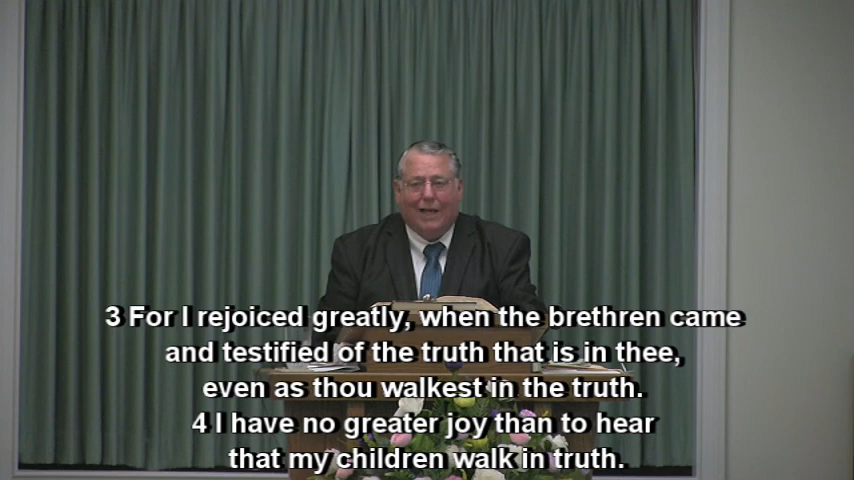 3 For I rejoiced greatly, when the brethren came
and testified of the truth that is in thee,
even as thou walkest in the truth.
4 I have no greater joy than to hear
that my children walk in truth.